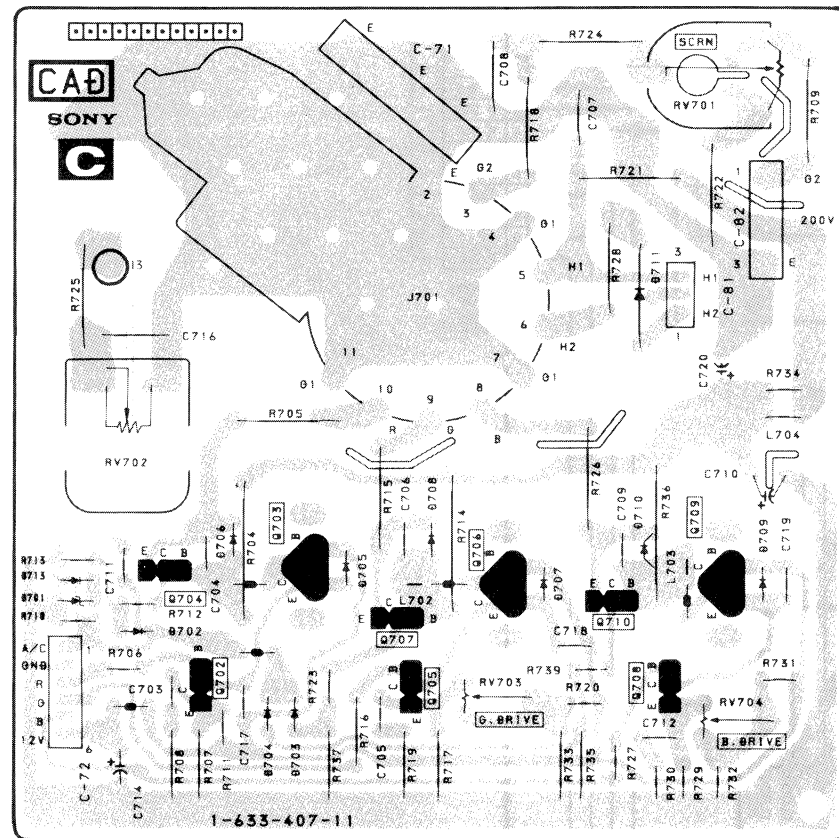 E
C-71
E
E
C708
R724
SCRN
RV701
R709
CAD
SONY
C
R718
C707
R721
R722
1
G2
200V
C-82
3
E
E
G2
2
3
4
G1
5
H1
R728
D711
3
H1
H2
C-81
1
R725
13
J701
6
H2
C716
11
7
G1
10
9
8
G1
R
G
B
C720
+
R734
L704
R705
RV702
R715
C706
D708
R726
C709
D710
R736
C710
+
D709
C719
R713
D713
D701
R710
C711
E C B
Q704
R712
D702
C704
D706
R704
Q703
B
C
E
D705
L702
E C B
Q707
R714
Q706
B
C
E
D707
E C B
Q710
L703
Q709
B
C
E
C718
A/C
GND
R
G
B
12V
1
6
C-72
R706
C703
+
C714
B
C
E
Q702
R708
R707
R711
C717
D704
D703
R723
R737
R716
C705
B
C
E
Q705
R719
R717
RV703
G.DRIVE
R739
R720
R733
R735
R727
Q708
B
C
E
C712
R730
R729
R732
RV704
B.DRIVE
R731
1-633-407-11